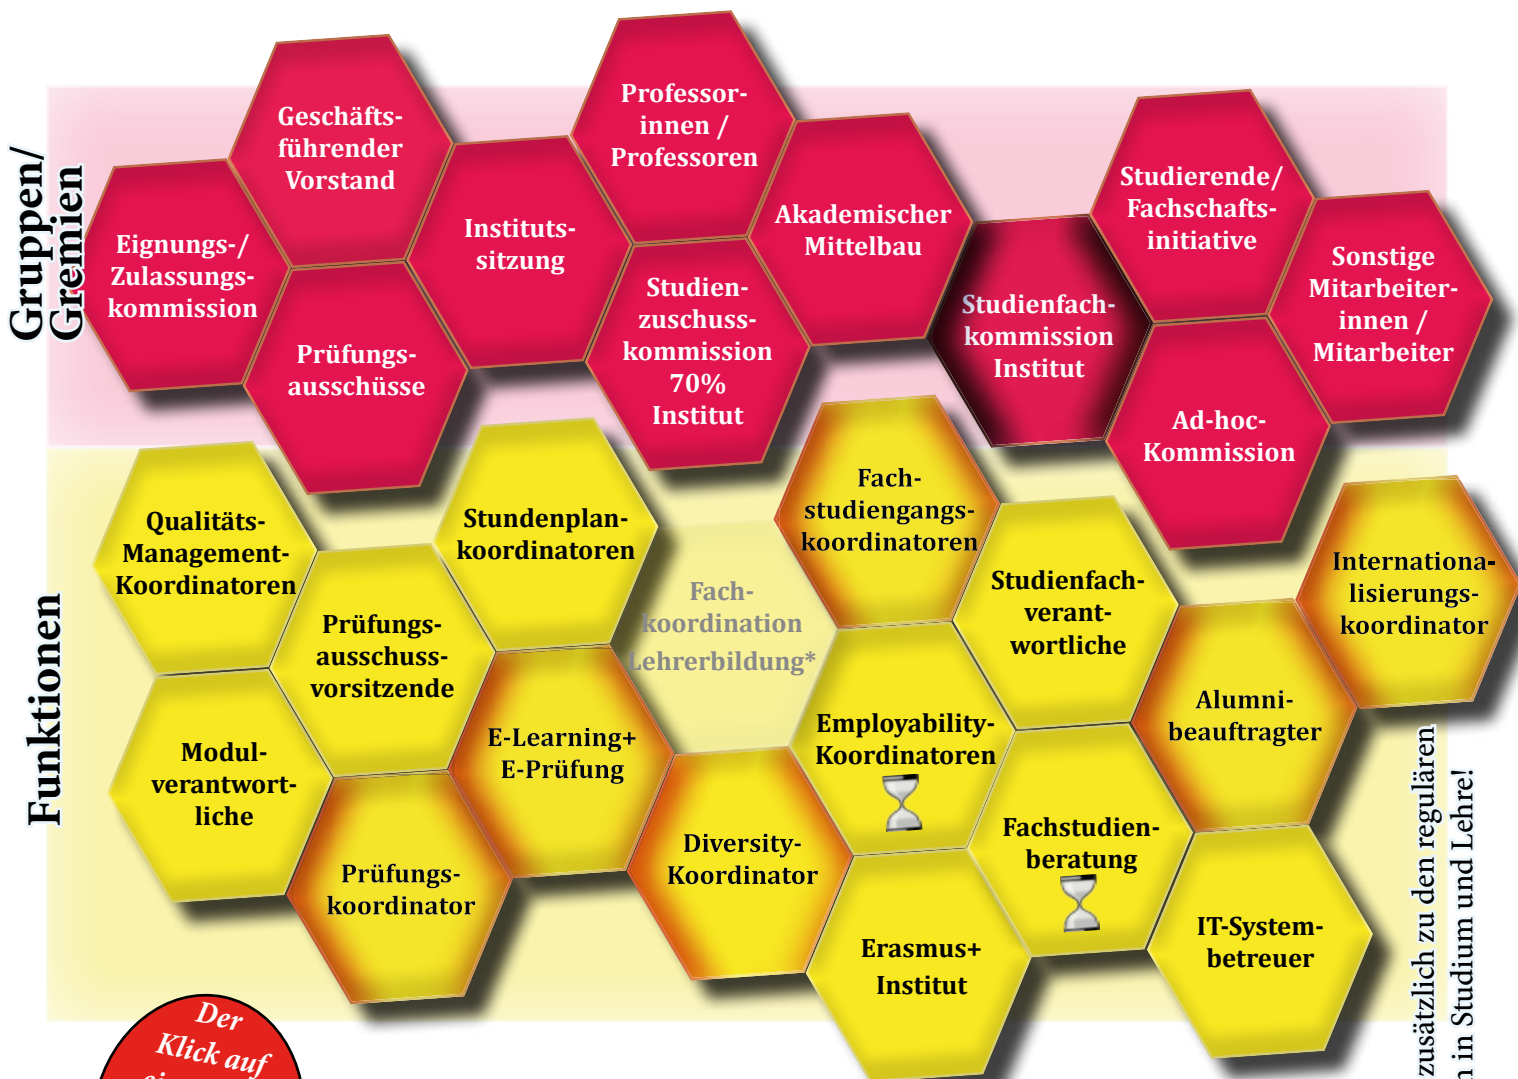 Gruppen/
Gremien
Eignungs-/
Zulassungs-
kommission
Geschäfts-
führender
Vorstand
Prüfungs-
ausschüsse
Instituts-
sitzung
Professor-
innen /
Professoren
Studien-
zuschuss-
kommission
70%
Institut
Akademischer
Mittelbau
Studienfach-
kommission
Institut
Studierende/
Fachschafts-
initiative
Ad-hoc-
Kommission
Sonstige
Mitarbeiter-
innen /
Mitarbeiter
Funktionen
Qualitäts-
Management-
Koordinatoren
Modul-
verantwort-
liche
Prüfungs-
ausschuss-
vorsitzende
Prüfungs-
koordinator
Stundenplan-
koordinatoren
E-Learning+
E-Prüfung
Fach-
koordination
Lehrerbildung*
Diversity-
Koordinator
Fach-
studiengangs-
koordinatoren
Employability-
Koordinatoren
Erasmus+
Institut
Studienfach-
verant-
wortliche
Fachstudien-
beratung
Alumni-
beauftragter
IT-System-
betreuer
Internationa-
lisierungs-
koordinator
zusätzlich zu den regulären
in Studium und Lehre!
Der
Klick auf